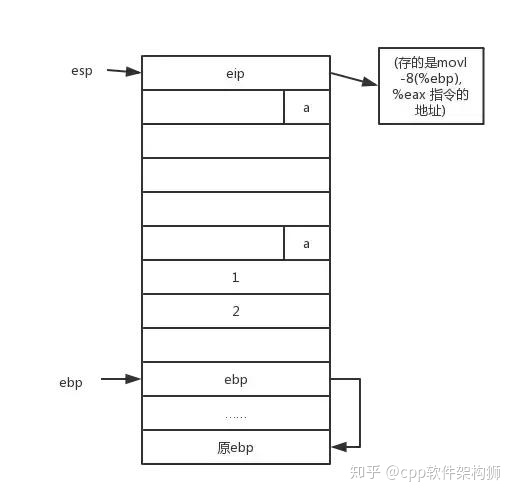 esp
eip
(存的是movl
-8(%ebp),
%eax 指令的
地址)
a
a
1
2
ebp
ebp
......
原ebp
知乎 @cpp软件架构狮